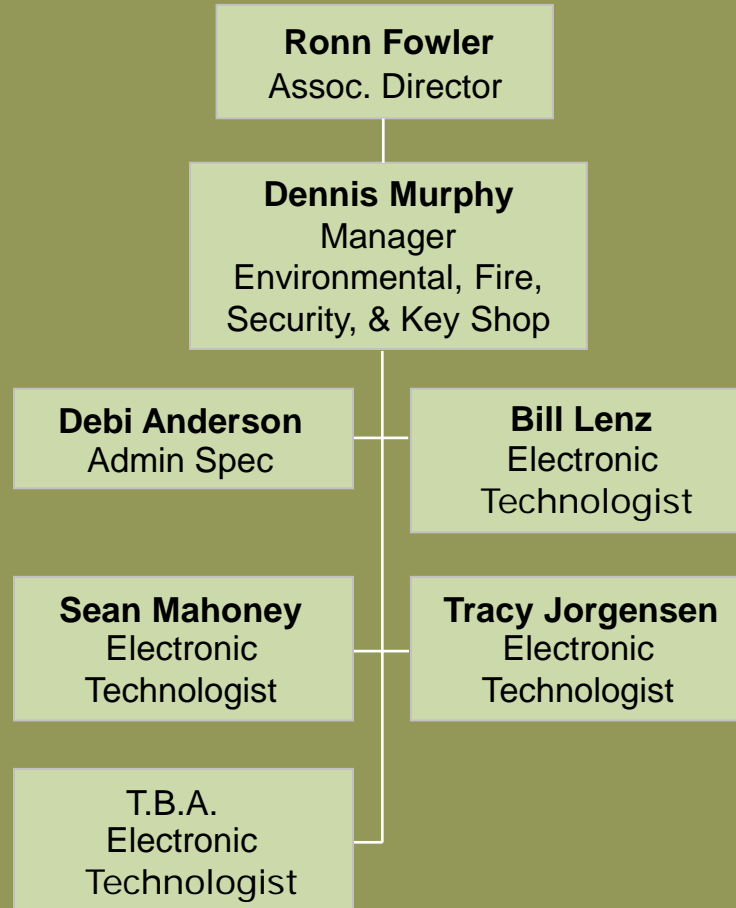 Ronn Fowler
Assoc. Director
Dennis Murphy
Manager
Environmental, Fire,
Security, & Key Shop
Debi Anderson
Admin Spec
Bill Lenz
Electronic
Technologist
Sean Mahoney
Electronic
Technologist
Tracy Jorgensen
Electronic
Technologist
T.B.A.
Electronic
Technologist